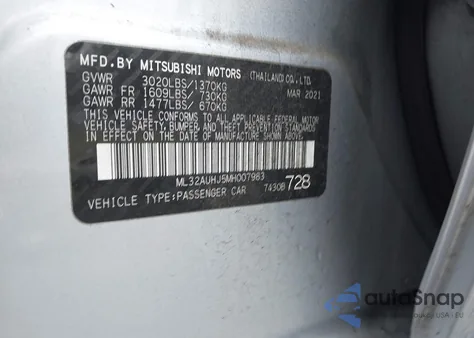 MFD. BY MITSUBISHI MOTORS (THAILAND) CO., LTD.
GVWR 3020LBS/1370KG MAR 2021
GAWR FR 1609LBS/ 730KG
GAWR RR 1477LBS/ 670KG
THIS VEHICLE CONFORMS TO ALL APPLICABLE FEDERAL MOTOR
VEHICLE SAFETY, BUMPER AND THEFT PREVENTION STANDARDS
IN EFFECT ON THE DATE OF MANUFACTURE SHOWN ABOVE.
ML32AUHJ5MH007983
VEHICLE TYPE:PASSENGER CAR 7430B 728
autoSnap
US | EU